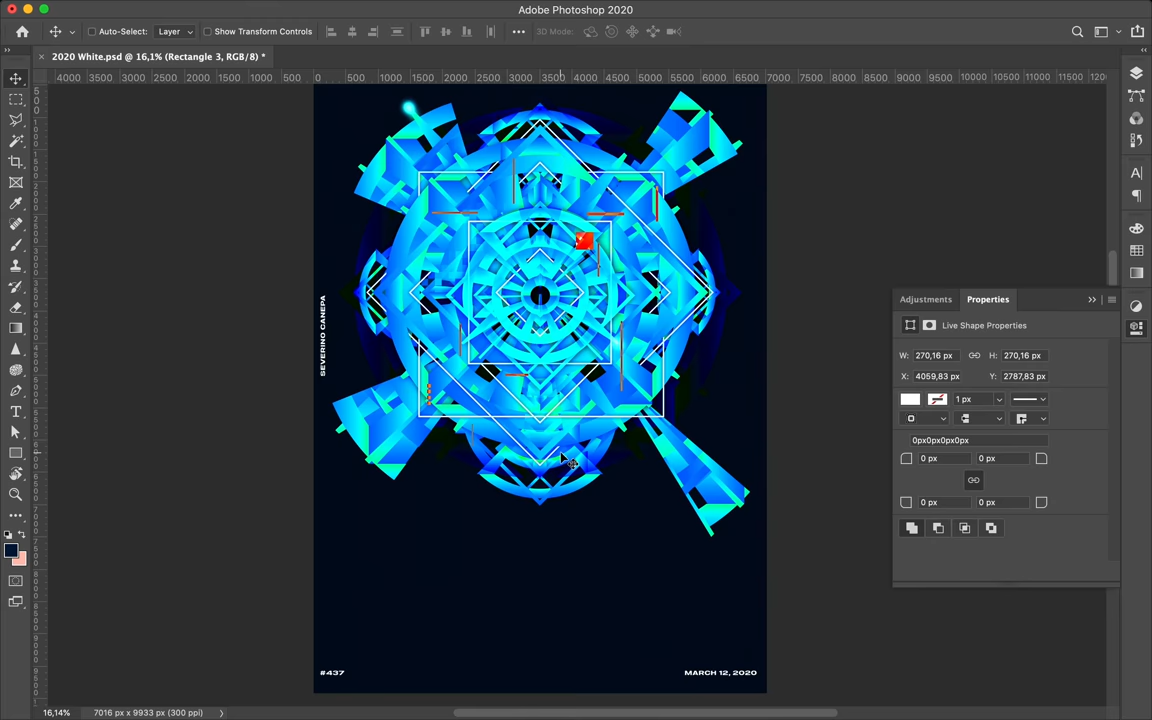 Adobe Photoshop 2020
Auto-Select:
Layer
Show Transform Controls
3D Mode:
2020 White.psd @ 16,1% (Rectangle 3, RGB/8) *
4000 3500 3000 2500 2000 1500 1000 500 0 500 1000 1500 2000 2500 3000 3500 4000 4500 5000 5500 6000 6500 7000 7500 8000 8500 9000 9500 10000 10500 11000 11500 120
SEVERINO CANEPA
#437
MARCH 12, 2020
Adjustments
Properties
Live Shape Properties
W: 270,16 px
H: 270,16 px
X: 4059,83 px
Y: 2787,83 px
1 px
0px0px0px0px
0 px
0 px
0 px
0 px
16,14%
7016 px x 9933 px (300 ppi)